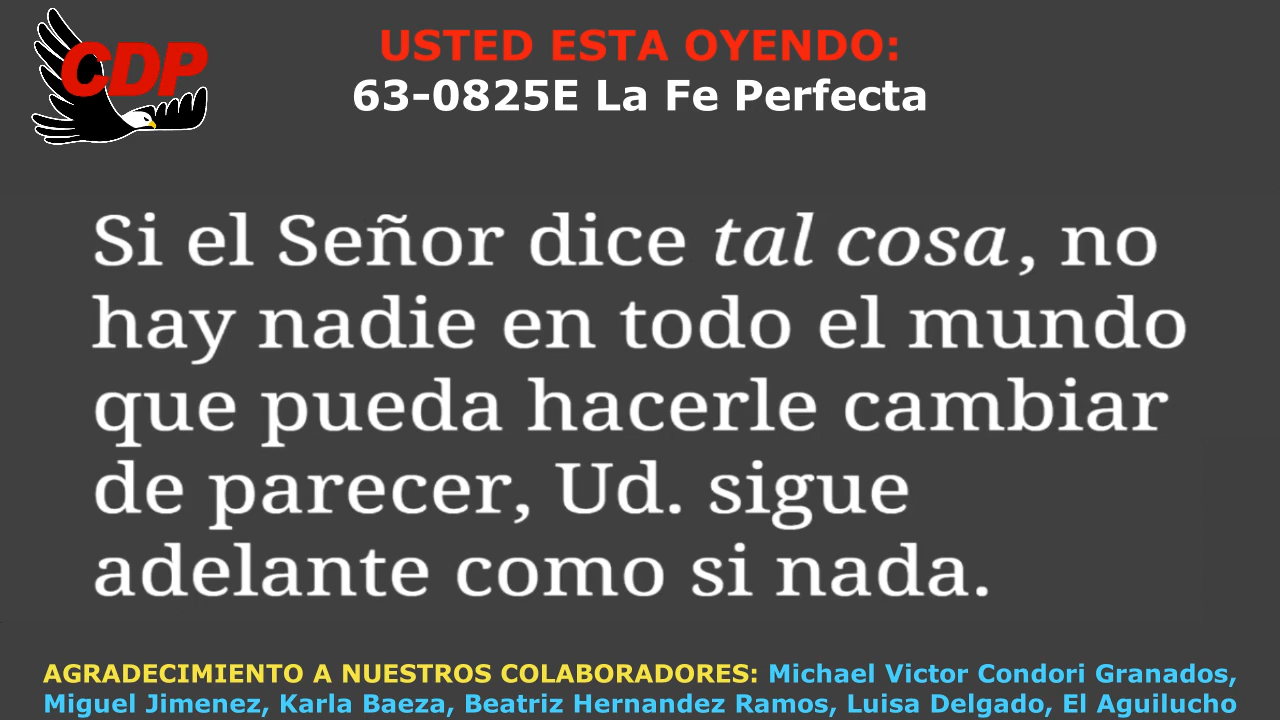 CDP
USTED ESTA OYENDO:
63-0825E La Fe Perfecta
Si el Señor dice tal cosa, no
hay nadie en todo el mundo
que pueda hacerle cambiar
de parecer, Ud. sigue
adelante como si nada.
AGRADECIMIENTO A NUESTROS COLABORADORES: Michael Victor Condori Granados,
Miguel Jimenez, Karla Baeza, Beatriz Hernandez Ramos, Luisa Delgado, El Aguilucho